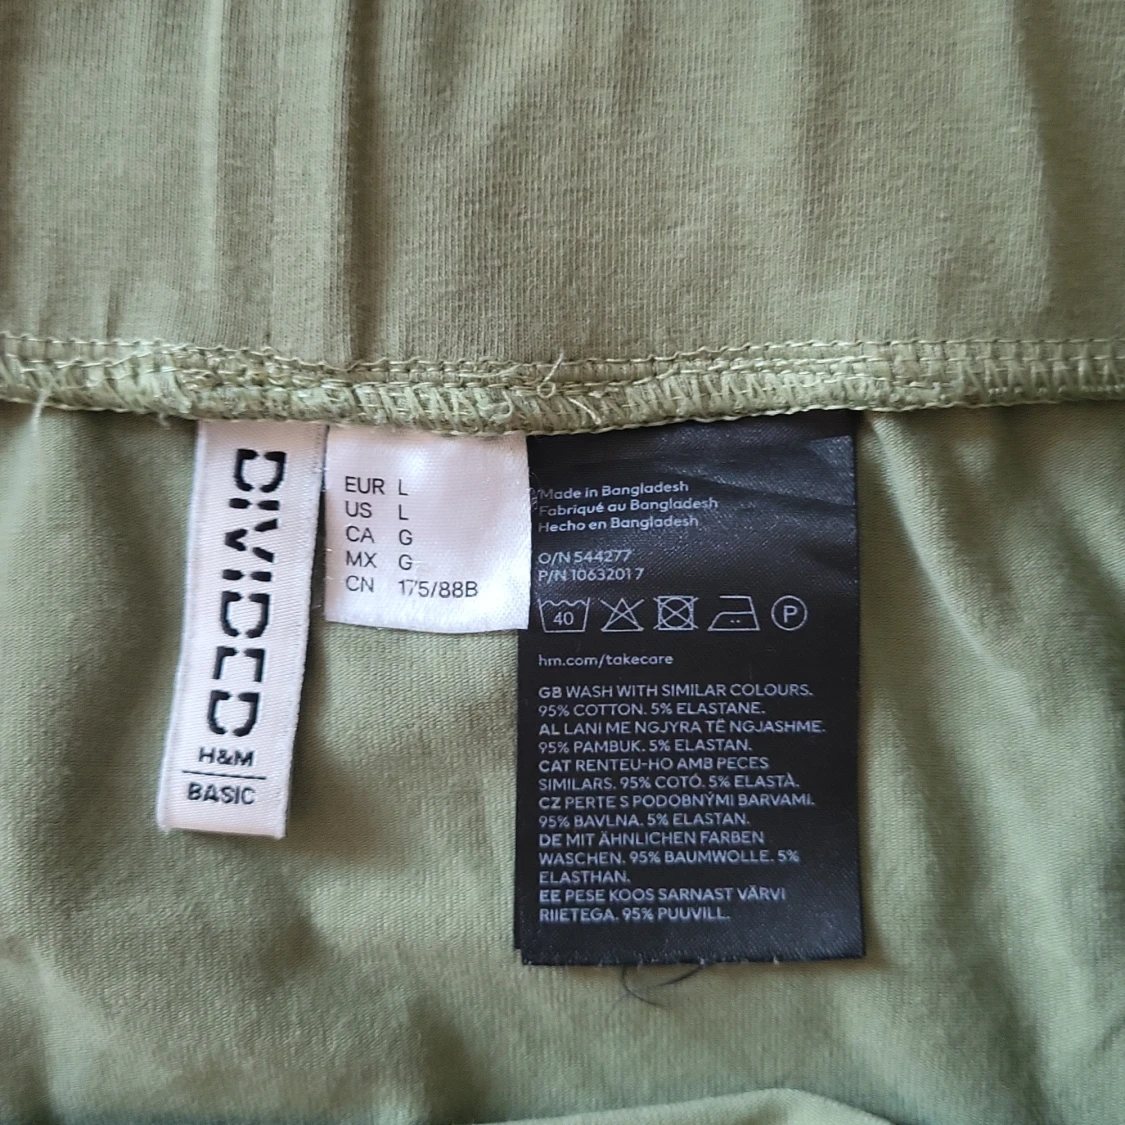 DIVIDED
H&M
BASIC
EUR L
US L
CA G
MX G
CN 175/88B
Made in Bangladesh
Fabriqué au Bangladesh
Hecho en Bangladesh
O/N 544277
P/N 10632017
40
P
hm.com/takecare
GB WASH WITH SIMILAR COLOURS.
95% COTTON. 5% ELASTANE.
AL LANI ME NGJYRA TË NGJASHME.
95% PAMBUK. 5% ELASTAN.
CAT RENTEU-HO AMB PECES
SIMILARS. 95% COTÓ. 5% ELASTÀ.
CZ PERTE S PODOBNÝMI BARVAMI.
95% BAVLNA. 5% ELASTAN.
DE MIT ÄHNLICHEN FARBEN
WASCHEN. 95% BAUMWOLLE. 5%
ELASTHAN.
EE PESE KOOS SARNAST VÄRVI
RIIETEGA. 95% PUUVILL.